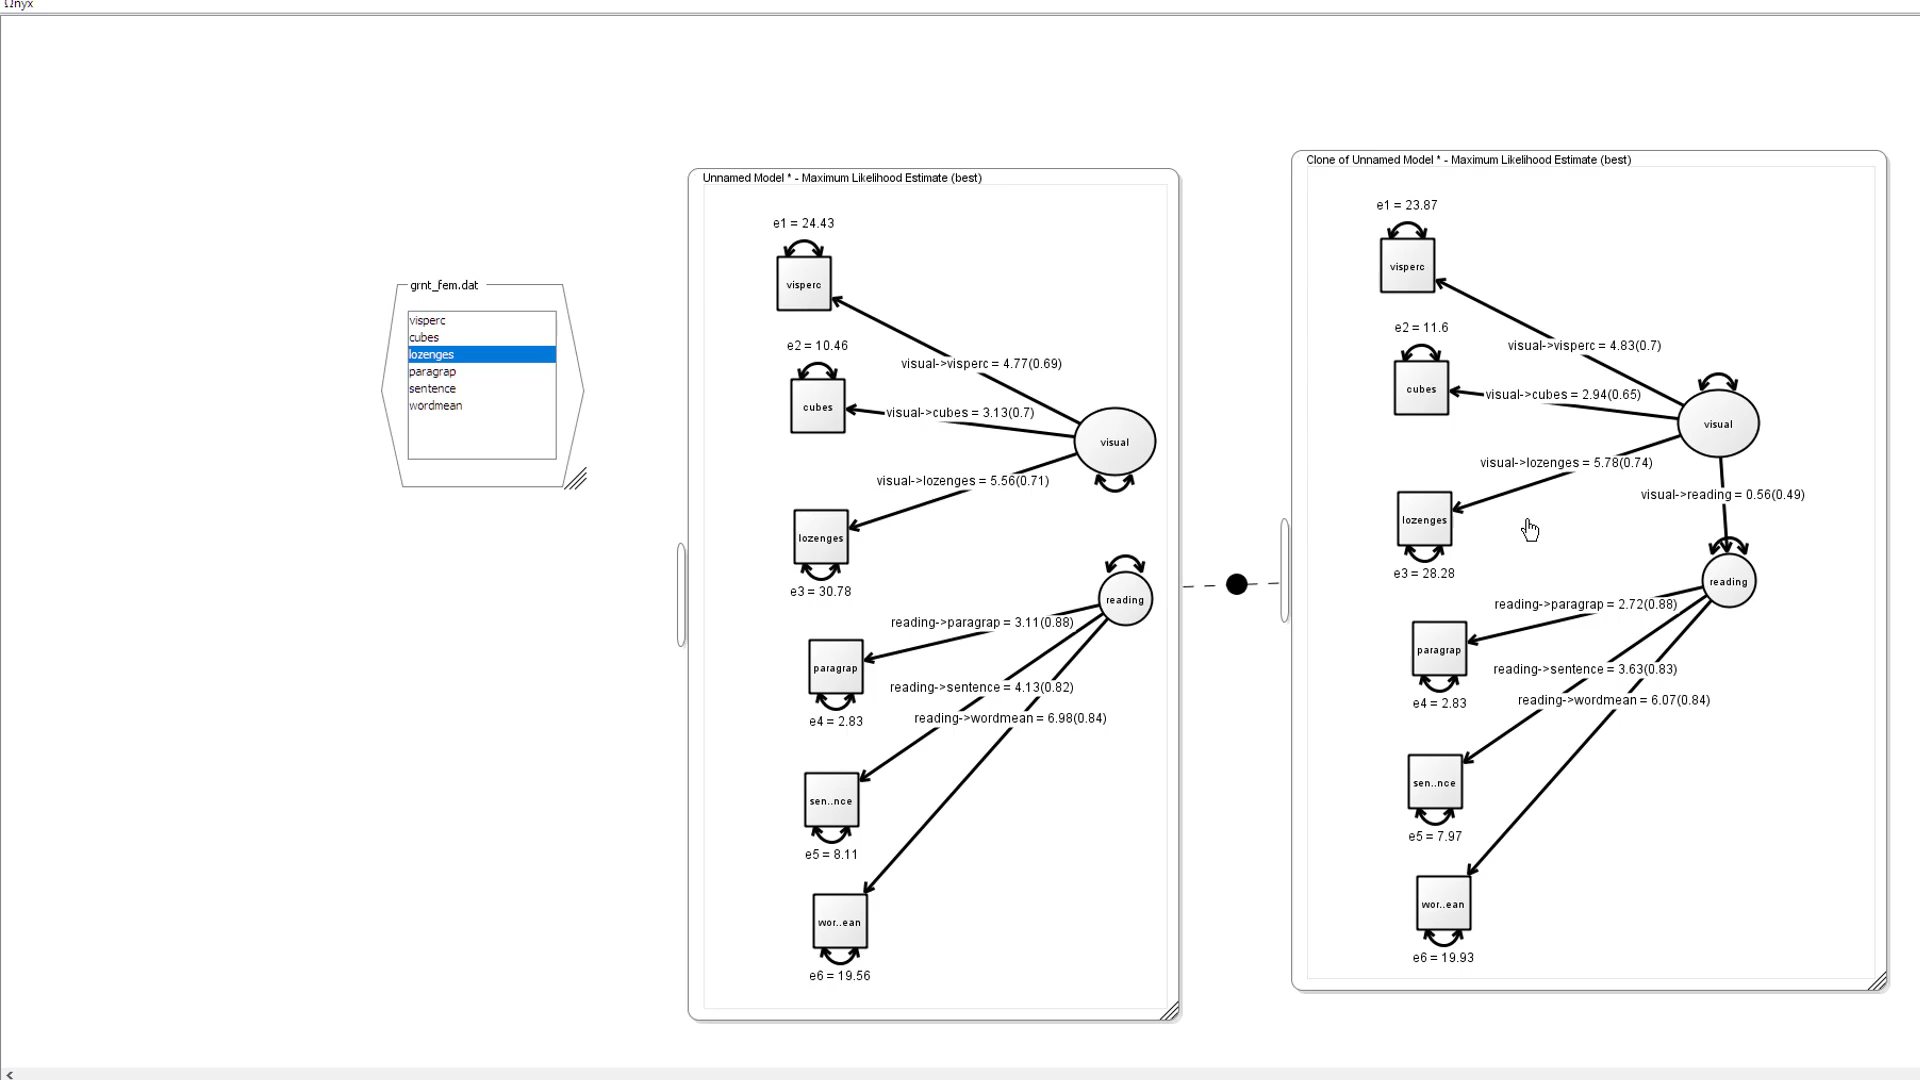 Ωnyx
grnt_fem.dat
visperc
cubes
lozenges
paragrap
sentence
wordmean
Unnamed Model * - Maximum Likelihood Estimate (best)
e1 = 24.43
visperc
e2 = 10.46
visual->visperc = 4.77(0.69)
cubes
visual->cubes = 3.13(0.7)
visual
visual->lozenges = 5.56(0.71)
lozenges
e3 = 30.78
reading
reading->paragrap = 3.11(0.88)
paragrap
reading->sentence = 4.13(0.82)
e4 = 2.83
reading->wordmean = 6.98(0.84)
sen..nce
e5 = 8.11
wor..ean
e6 = 19.56
Clone of Unnamed Model * - Maximum Likelihood Estimate (best)
e1 = 23.87
visperc
e2 = 11.6
visual->visperc = 4.83(0.7)
cubes
visual->cubes = 2.94(0.65)
visual
visual->lozenges = 5.78(0.74)
visual->reading = 0.56(0.49)
lozenges
e3 = 28.28
reading
reading->paragrap = 2.72(0.88)
paragrap
reading->sentence = 3.63(0.83)
e4 = 2.83
reading->wordmean = 6.07(0.84)
sen..nce
e5 = 7.97
wor..ean
e6 = 19.93